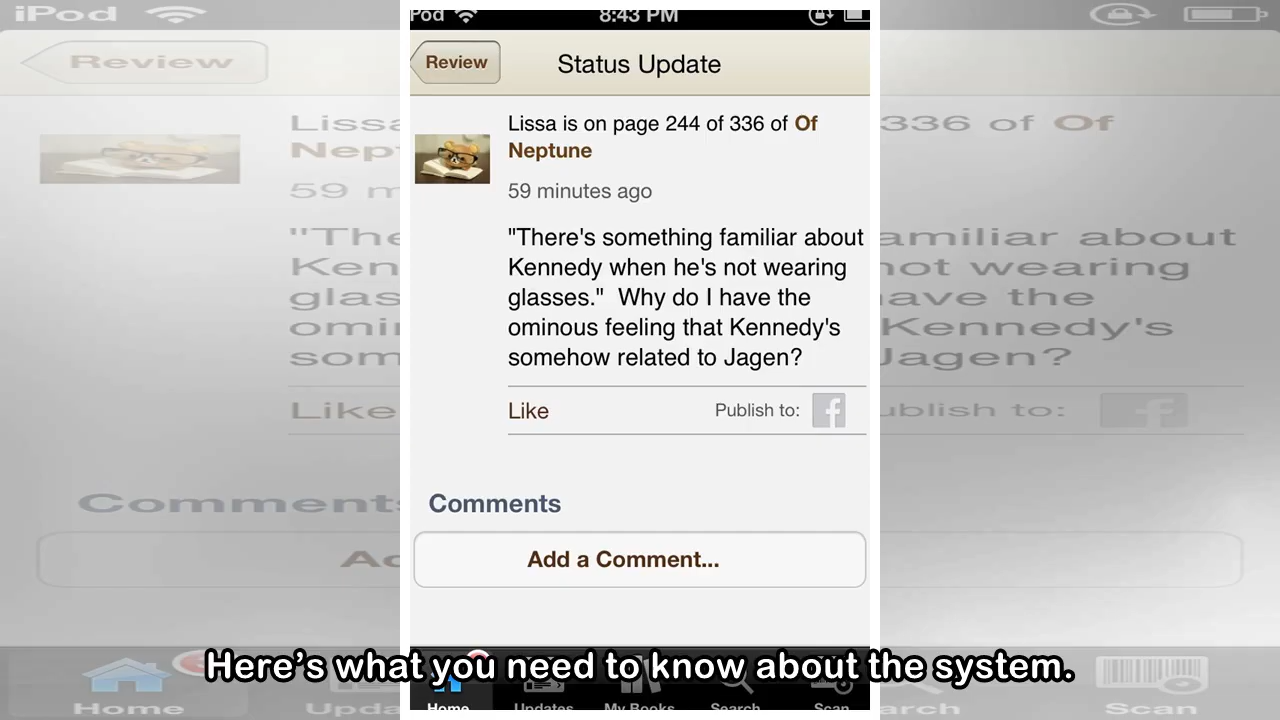 iPod 8:43 PM
Review Status Update
Lissa is on page 244 of 336 of Of
Neptune
59 minutes ago
"There's something familiar about
Kennedy when he's not wearing
glasses."  Why do I have the
ominous feeling that Kennedy's
somehow related to Jagen?
Like Publish to:
Comments
Add a Comment...
Here's what you need to know about the system.
Home Updates My Books Search Scan